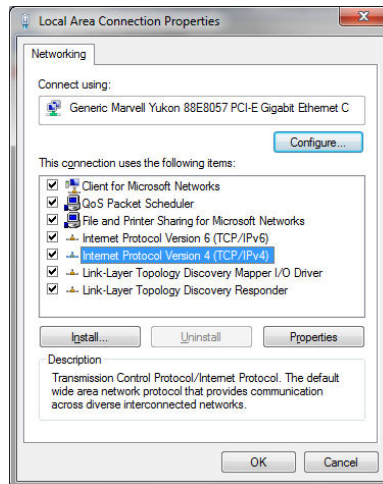 Local Area Connection Properties
Networking
Connect using:
Generic Marvell Yukon 88E8057 PCI-E Gigabit Ethernet C
Configure...
This connection uses the following items:
Client for Microsoft Networks
QoS Packet Scheduler
File and Printer Sharing for Microsoft Networks
Internet Protocol Version 6 (TCP/IPv6)
Internet Protocol Version 4 (TCP/IPv4)
Link-Layer Topology Discovery Mapper I/O Driver
Link-Layer Topology Discovery Responder
Install... Uninstall Properties
Description
Transmission Control Protocol/Internet Protocol. The default
wide area network protocol that provides communication
across diverse interconnected networks.
OK Cancel